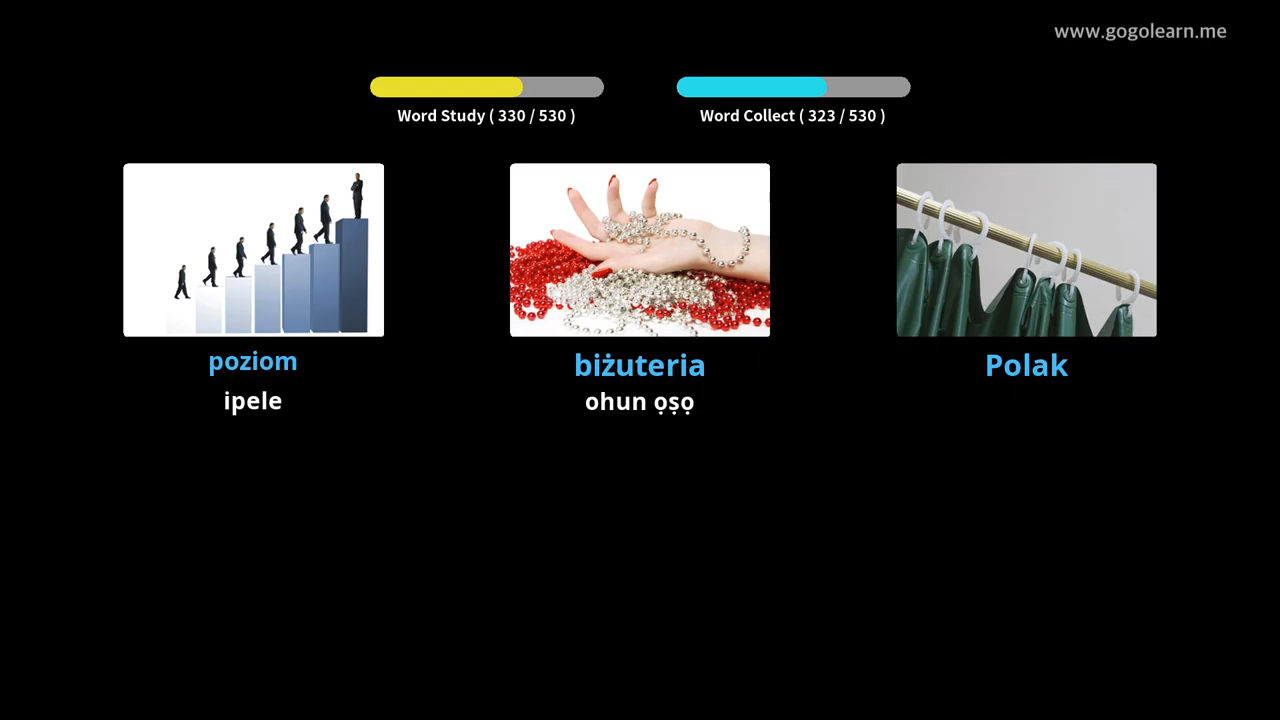 www.gogolearn.me
Word Study ( 330 / 530 )
Word Collect ( 323 / 530 )
poziom
biżuteria
Polak
ipele
ohun ọṣọ